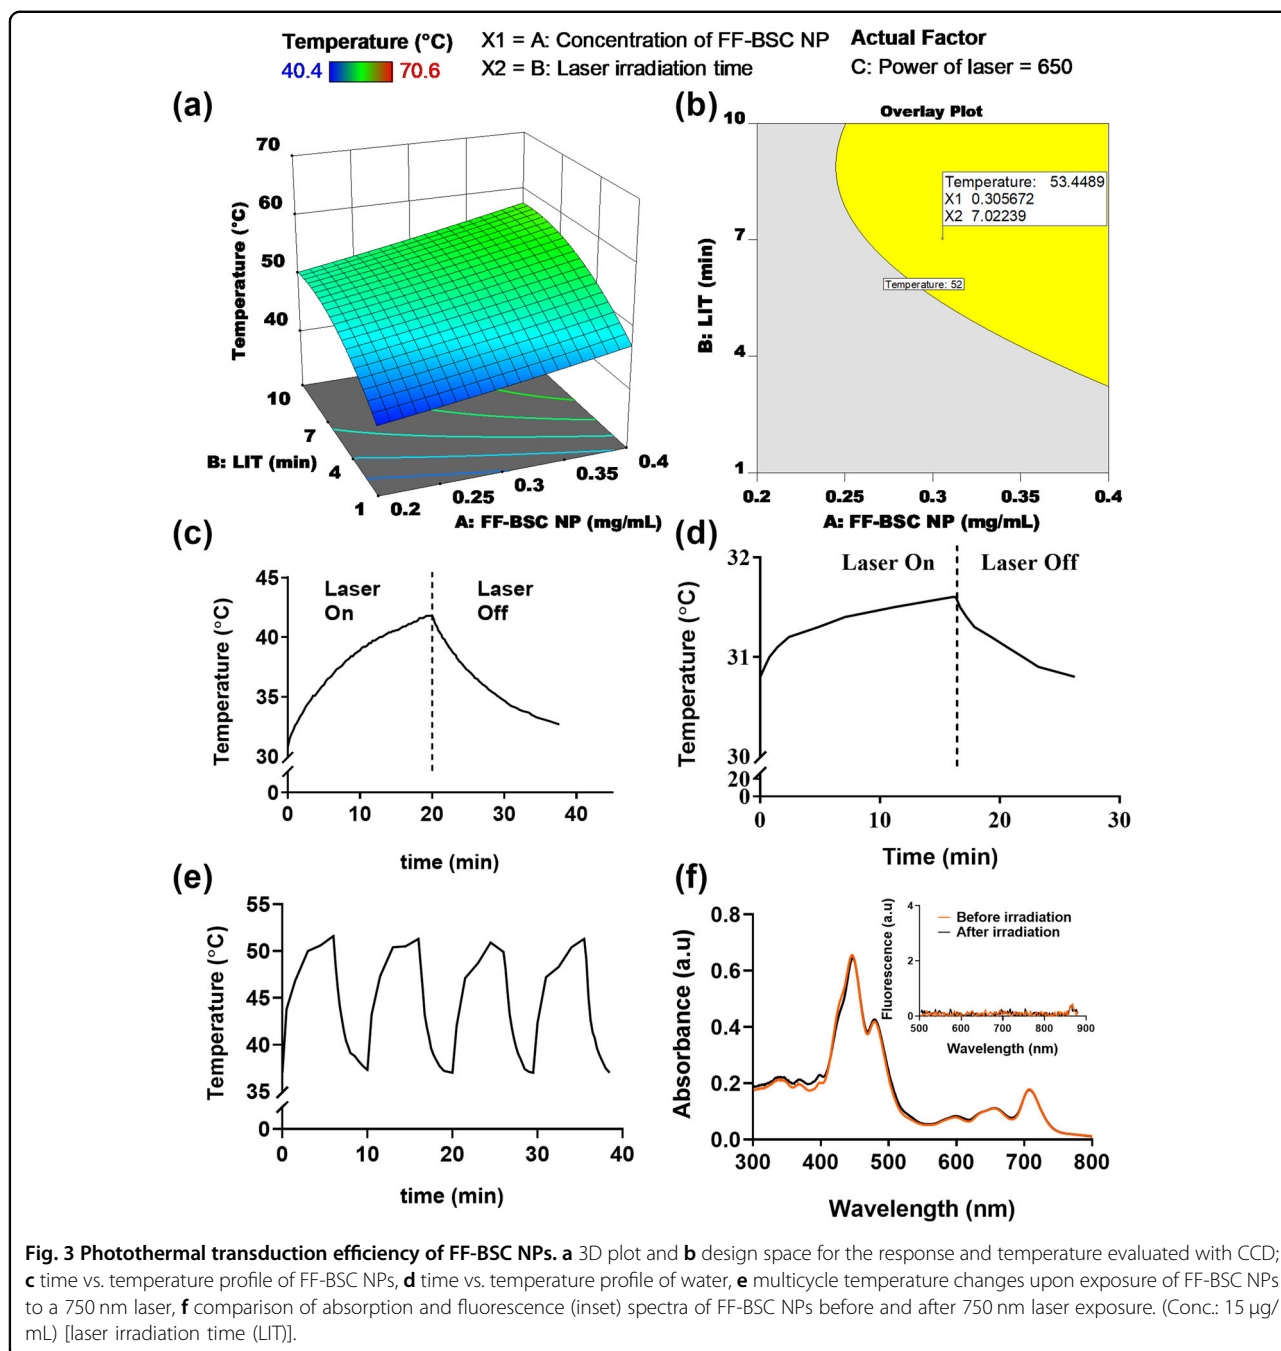 Temperature (°C)
40.4 70.6
X1 = A: Concentration of FF-BSC NP
X2 = B: Laser irradiation time
Actual Factor
C: Power of laser = 650
(a)
70
60
50
40
Temperature (°C)
10
7
4
1
B: LIT (min)
0.2
0.25
0.3
0.35
0.4
A: FF-BSC NP (mg/mL)
(b)
Overlay Plot
10
7
4
1
B: LIT (min)
Temperature: 53.4489
X1 0.305672
X2 7.02239
Temperature: 52
0.2 0.25 0.3 0.35 0.4
A: FF-BSC NP (mg/mL)
(c)
45
40
35
30
0
Temperature (°C)
Laser
On
Laser
Off
0 10 20 30 40
time (min)
(d)
32
31
30
20
0
Temperature (°C)
Laser On Laser Off
0 10 20 30
Time (min)
(e)
55
50
45
40
35
0
Temperature (°C)
0 10 20 30 40
time (min)
(f)
0.8
0.6
0.4
0.2
0.0
Absorbance (a.u)
300 400 500 600 700 800
Wavelength (nm)
4
2
0
Fluorescence (a.u)
Before irradiation
After irradiation
500 600 700 800 900
Wavelength (nm)
Fig. 3 Photothermal transduction efficiency of FF-BSC NPs. a 3D plot and b design space for the response and temperature evaluated with CCD;
c time vs. temperature profile of FF-BSC NPs, d time vs. temperature profile of water, e multicycle temperature changes upon exposure of FF-BSC NPs
to a 750 nm laser, f comparison of absorption and fluorescence (inset) spectra of FF-BSC NPs before and after 750 nm laser exposure. (Conc.: 15 µg/
mL) [laser irradiation time (LIT)].